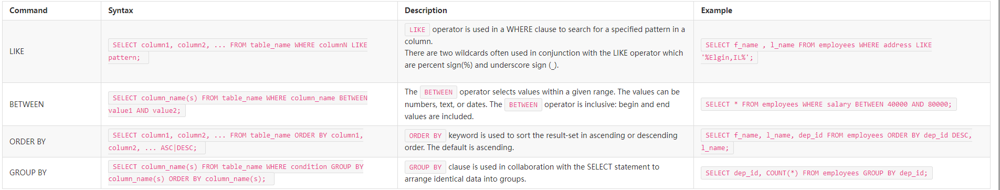 Command Syntax Description Example
LIKE
SELECT column1, column2, ... FROM table_name WHERE columnN LIKE
pattern;
LIKE operator is used in a WHERE clause to search for a specified pattern in a
column.
There are two wildcards often used in conjunction with the LIKE operator which
are percent sign(%) and underscore sign (_).
SELECT f_name , l_name FROM employees WHERE address LIKE
'%Elgin,IL%';
BETWEEN
SELECT column_name(s) FROM table_name WHERE column_name BETWEEN
value1 AND value2;
The BETWEEN operator selects values within a given range. The values can be
numbers, text, or dates. The BETWEEN operator is inclusive: begin and end
values are included.
SELECT * FROM employees WHERE salary BETWEEN 40000 AND 80000;
ORDER BY
SELECT column1, column2, ... FROM table_name ORDER BY column1,
column2, ... ASC|DESC;
ORDER BY keyword is used to sort the result-set in ascending or descending
order. The default is ascending.
SELECT f_name, l_name, dep_id FROM employees ORDER BY dep_id DESC,
l_name;
GROUP BY
SELECT column_name(s) FROM table_name WHERE condition GROUP BY
column_name(s) ORDER BY column_name(s);
GROUP BY clause is used in collaboration with the SELECT statement to
arrange identical data into groups.
SELECT dep_id, COUNT(*) FROM employees GROUP BY dep_id;